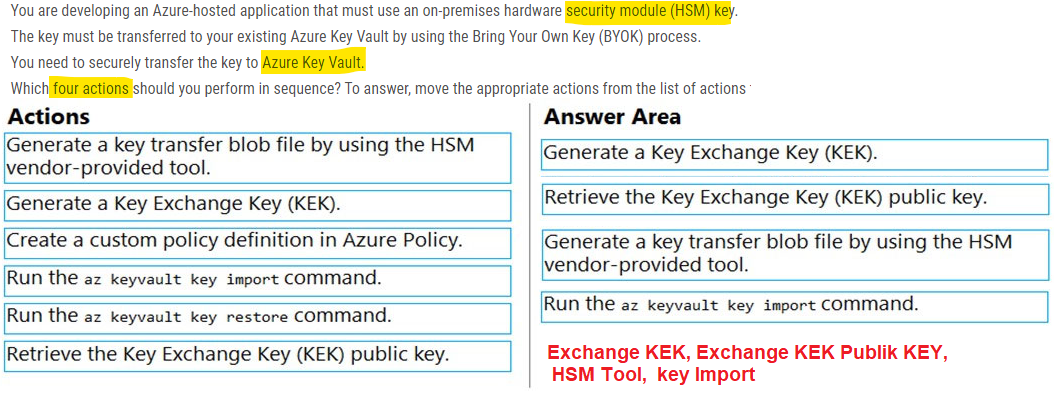 You are developing an Azure-hosted application that must use an on-premises hardware security module (HSM) key.
The key must be transferred to your existing Azure Key Vault by using the Bring Your Own Key (BYOK) process.
You need to securely transfer the key to Azure Key Vault.
Which four actions should you perform in sequence? To answer, move the appropriate actions from the list of actions
Actions
Generate a key transfer blob file by using the HSM
vendor-provided tool.
Generate a Key Exchange Key (KEK).
Create a custom policy definition in Azure Policy.
Run the az keyvault key import command.
Run the az keyvault key restore command.
Retrieve the Key Exchange Key (KEK) public key.
Answer Area
Generate a Key Exchange Key (KEK).
Retrieve the Key Exchange Key (KEK) public key.
Generate a key transfer blob file by using the HSM
vendor-provided tool.
Run the az keyvault key import command.
Exchange KEK, Exchange KEK Publik KEY,
HSM Tool, key Import